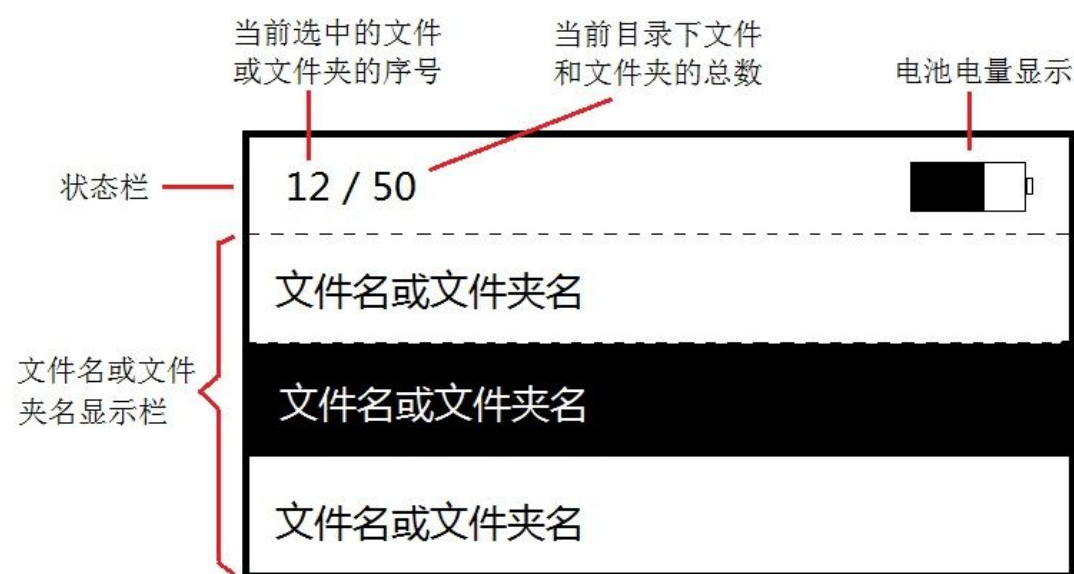 当前选中的文件
或文件夹的序号
当前目录下文件
和文件夹的总数
电池电量显示
状态栏
12 / 50
文件名或文件夹名
文件名或文件
夹名显示栏
文件名或文件夹名
文件名或文件夹名